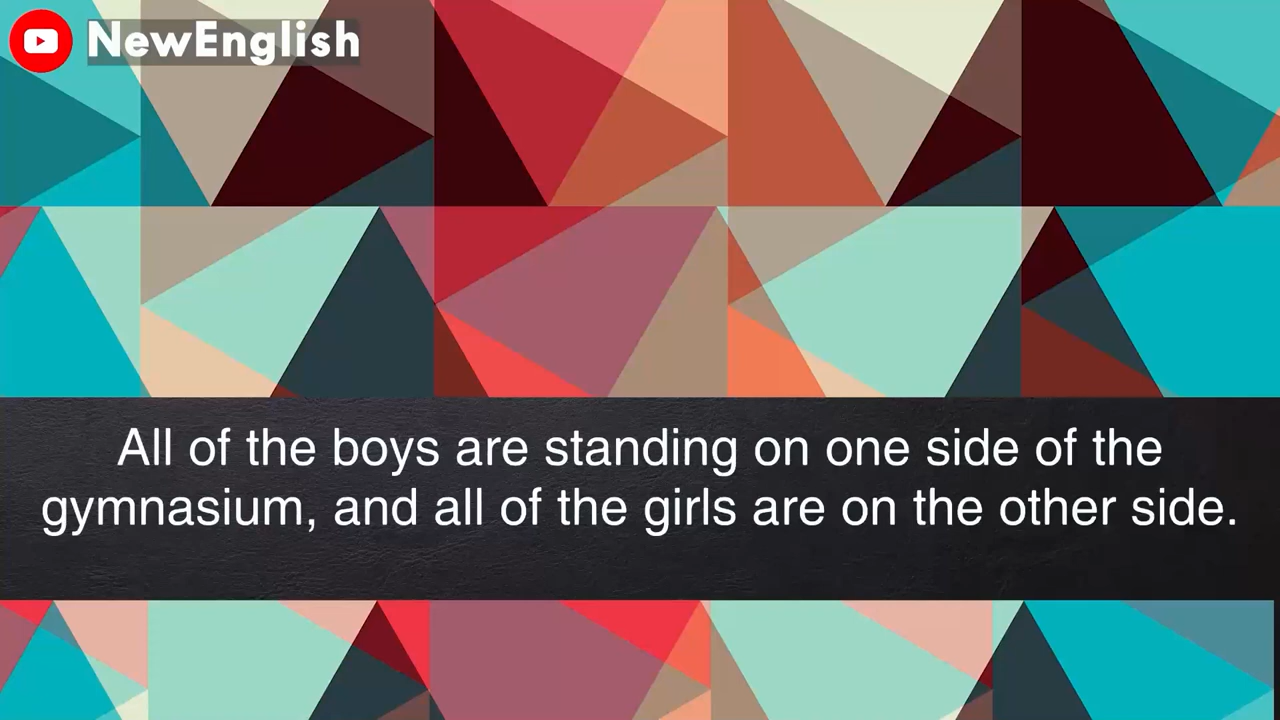 NewEnglish
All of the boys are standing on one side of the
gymnasium, and all of the girls are on the other side.